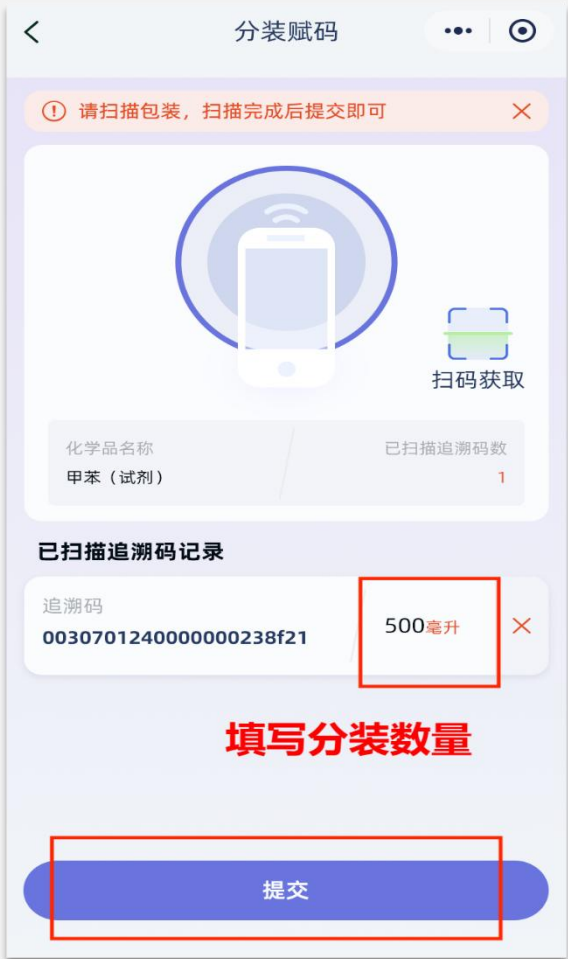 分装赋码
请扫描包装，扫描完成后提交即可
扫码获取
化学品名称
已扫描追溯码数
甲苯（试剂）
1
已扫描追溯码记录
追溯码
0030701240000000238f21
500毫升
填写分装数量
提交